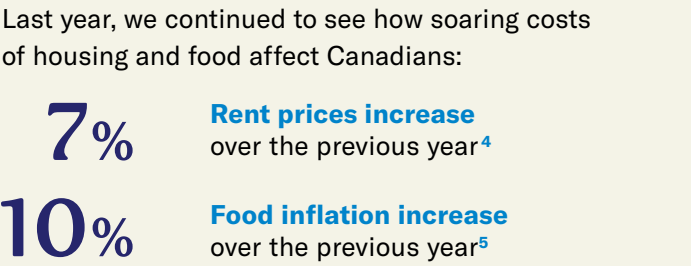 Last year, we continued to see how soaring costs
of housing and food affect Canadians:
7%
Rent prices increase
over the previous year⁴
10%
Food inflation increase
over the previous year⁵